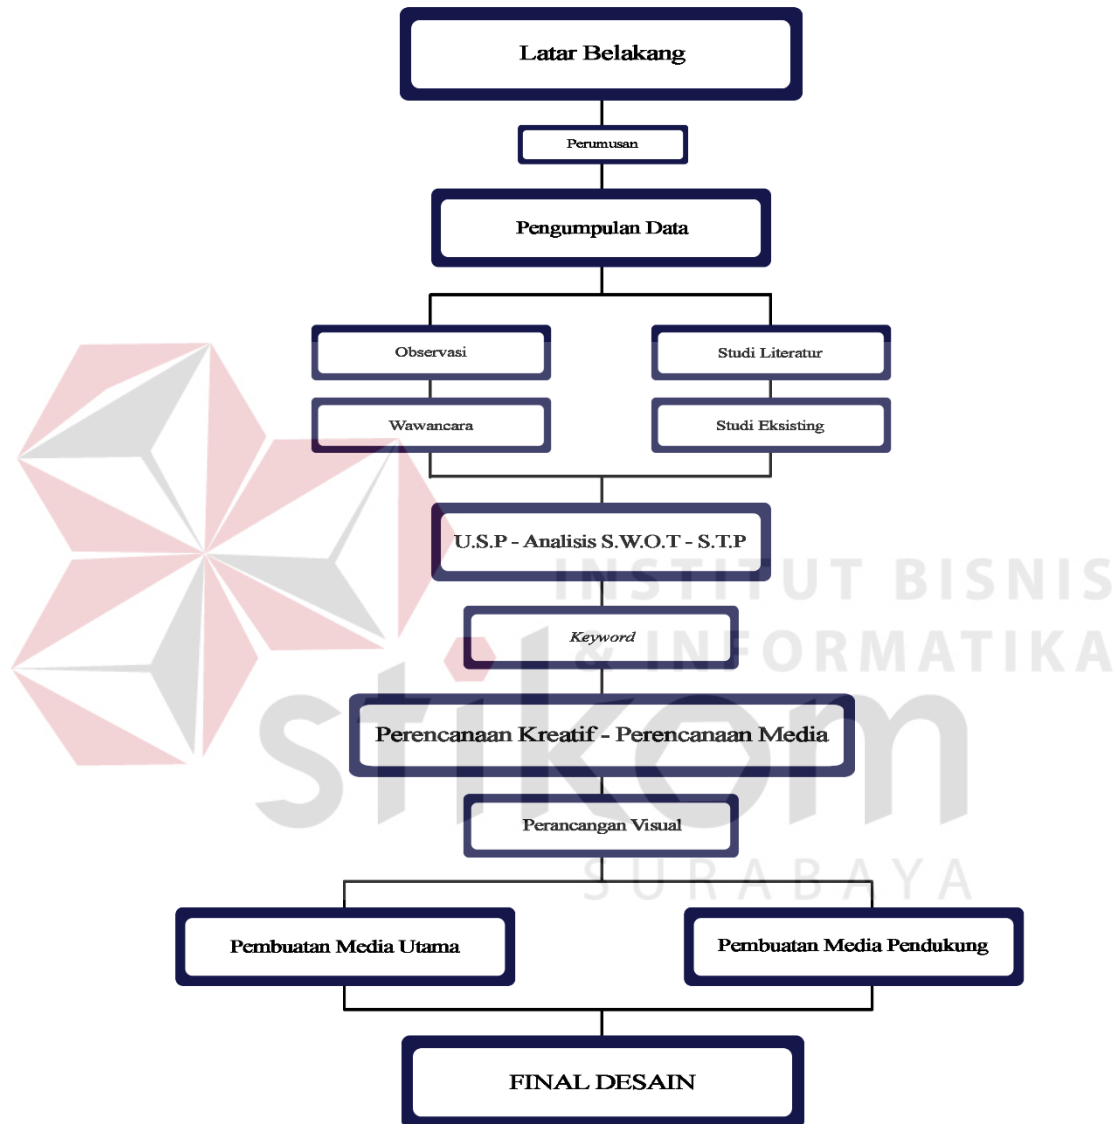 Latar Belakang
Perumusan
Pengumpulan Data
Observasi
Studi Literatur
Wawancara
Studi Eksisting
U.S.P - Analisis S.W.O.T - S.T.P
Keyword
Perencanaan Kreatif - Perencanaan Media
Perancangan Visual
Pembuatan Media Utama
Pembuatan Media Pendukung
FINAL DESAIN
INSTITUT BISNIS
& INFORMATIKA
stikom
SURABAYA